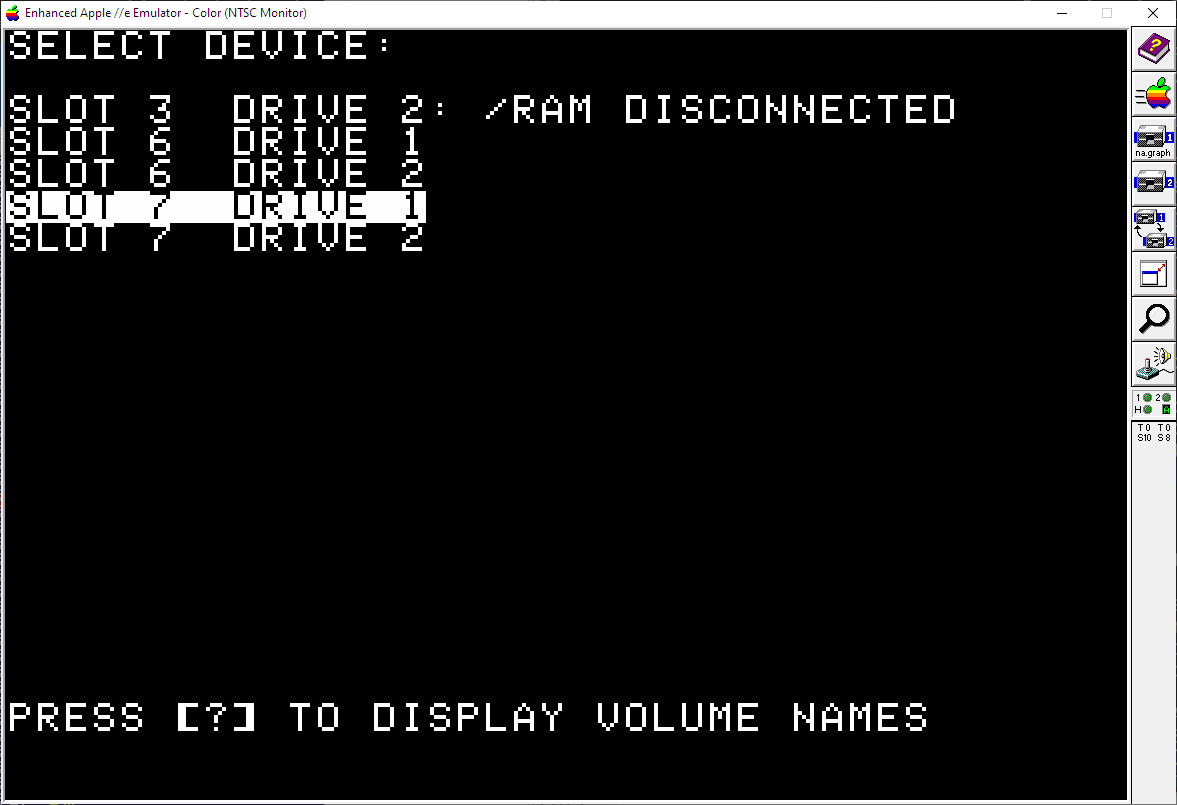 Enhanced Apple //e Emulator - Color (NTSC Monitor)
SELECT DEVICE:
SLOT 3  DRIVE 2:  /RAM DISCONNECTED
SLOT 6  DRIVE 1
SLOT 6  DRIVE 2
SLOT 7  DRIVE 1
SLOT 7  DRIVE 2
PRESS [?] TO DISPLAY VOLUME NAMES
?
1
na.graph
2
1
2
1 2
H A
T0 T0
S10 S8